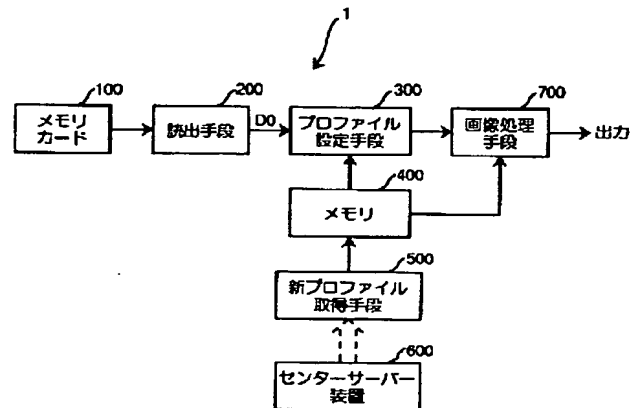 1
100
メモリ
カード
200
読出手段
D0
300
プロファイル
設定手段
700
画像処理
手段
出力
400
メモリ
500
新プロファイル
取得手段
600
センターサーバー
装置